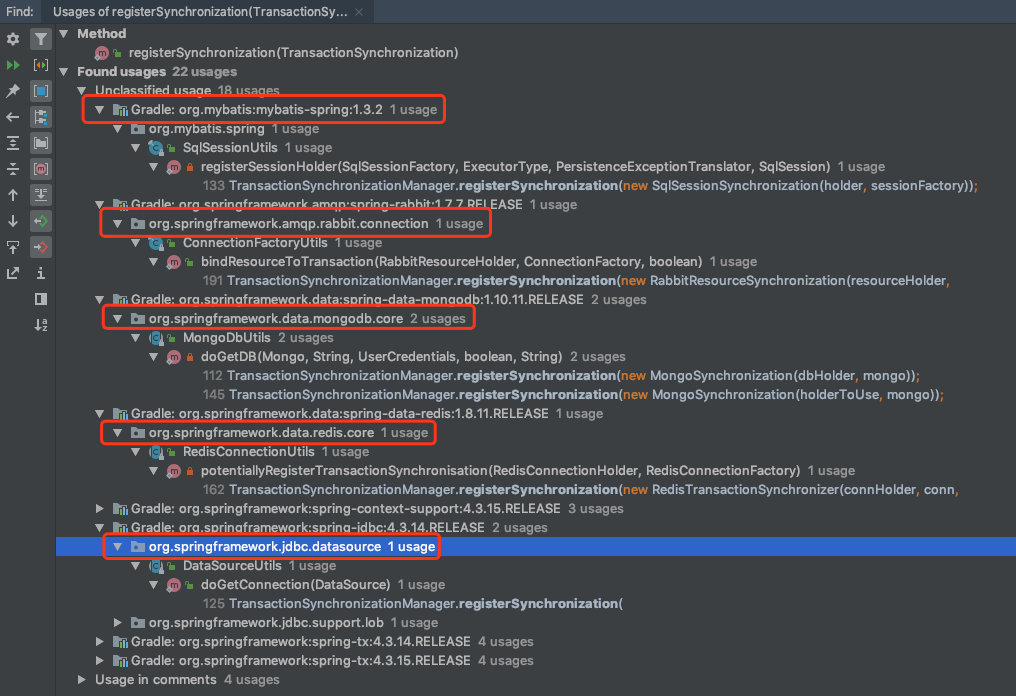 Find: Usages of registerSynchronization(TransactionSy... ×
Method
registerSynchronization(TransactionSynchronization)
Found usages 22 usages
Unclassified usage 18 usages
Gradle: org.mybatis:mybatis-spring:1.3.2 1 usage
org.mybatis.spring 1 usage
SqlSessionUtils 1 usage
registerSessionHolder(SqlSessionFactory, ExecutorType, PersistenceExceptionTranslator, SqlSession) 1 usage
133 TransactionSynchronizationManager.registerSynchronization(new SqlSessionSynchronization(holder, sessionFactory));
Gradle: org.springframework.amqp:spring-rabbit:1.7.7.RELEASE 1 usage
org.springframework.amqp.rabbit.connection 1 usage
ConnectionFactoryUtils 1 usage
bindResourceToTransaction(RabbitResourceHolder, ConnectionFactory, boolean) 1 usage
191 TransactionSynchronizationManager.registerSynchronization(new RabbitResourceSynchronization(resourceHolder,
Gradle: org.springframework.data:spring-data-mongodb:1.10.11.RELEASE 2 usages
org.springframework.data.mongodb.core 2 usages
MongoDbUtils 2 usages
doGetDB(Mongo, String, UserCredentials, boolean, String) 2 usages
112 TransactionSynchronizationManager.registerSynchronization(new MongoSynchronization(dbHolder, mongo));
145 TransactionSynchronizationManager.registerSynchronization(new MongoSynchronization(holderToUse, mongo));
Gradle: org.springframework.data:spring-data-redis:1.8.11.RELEASE 1 usage
org.springframework.data.redis.core 1 usage
RedisConnectionUtils 1 usage
potentiallyRegisterTransactionSynchronisation(RedisConnectionHolder, RedisConnectionFactory) 1 usage
162 TransactionSynchronizationManager.registerSynchronization(new RedisTransactionSynchronizer(connHolder, conn,
Gradle: org.springframework:spring-context-support:4.3.15.RELEASE 3 usages
Gradle: org.springframework:spring-jdbc:4.3.14.RELEASE 2 usages
org.springframework.jdbc.datasource 1 usage
DataSourceUtils 1 usage
doGetConnection(DataSource) 1 usage
125 TransactionSynchronizationManager.registerSynchronization(
org.springframework.jdbc.support.lob 1 usage
Gradle: org.springframework:spring-tx:4.3.14.RELEASE 4 usages
Gradle: org.springframework:spring-tx:4.3.15.RELEASE 4 usages
Usage in comments 4 usages